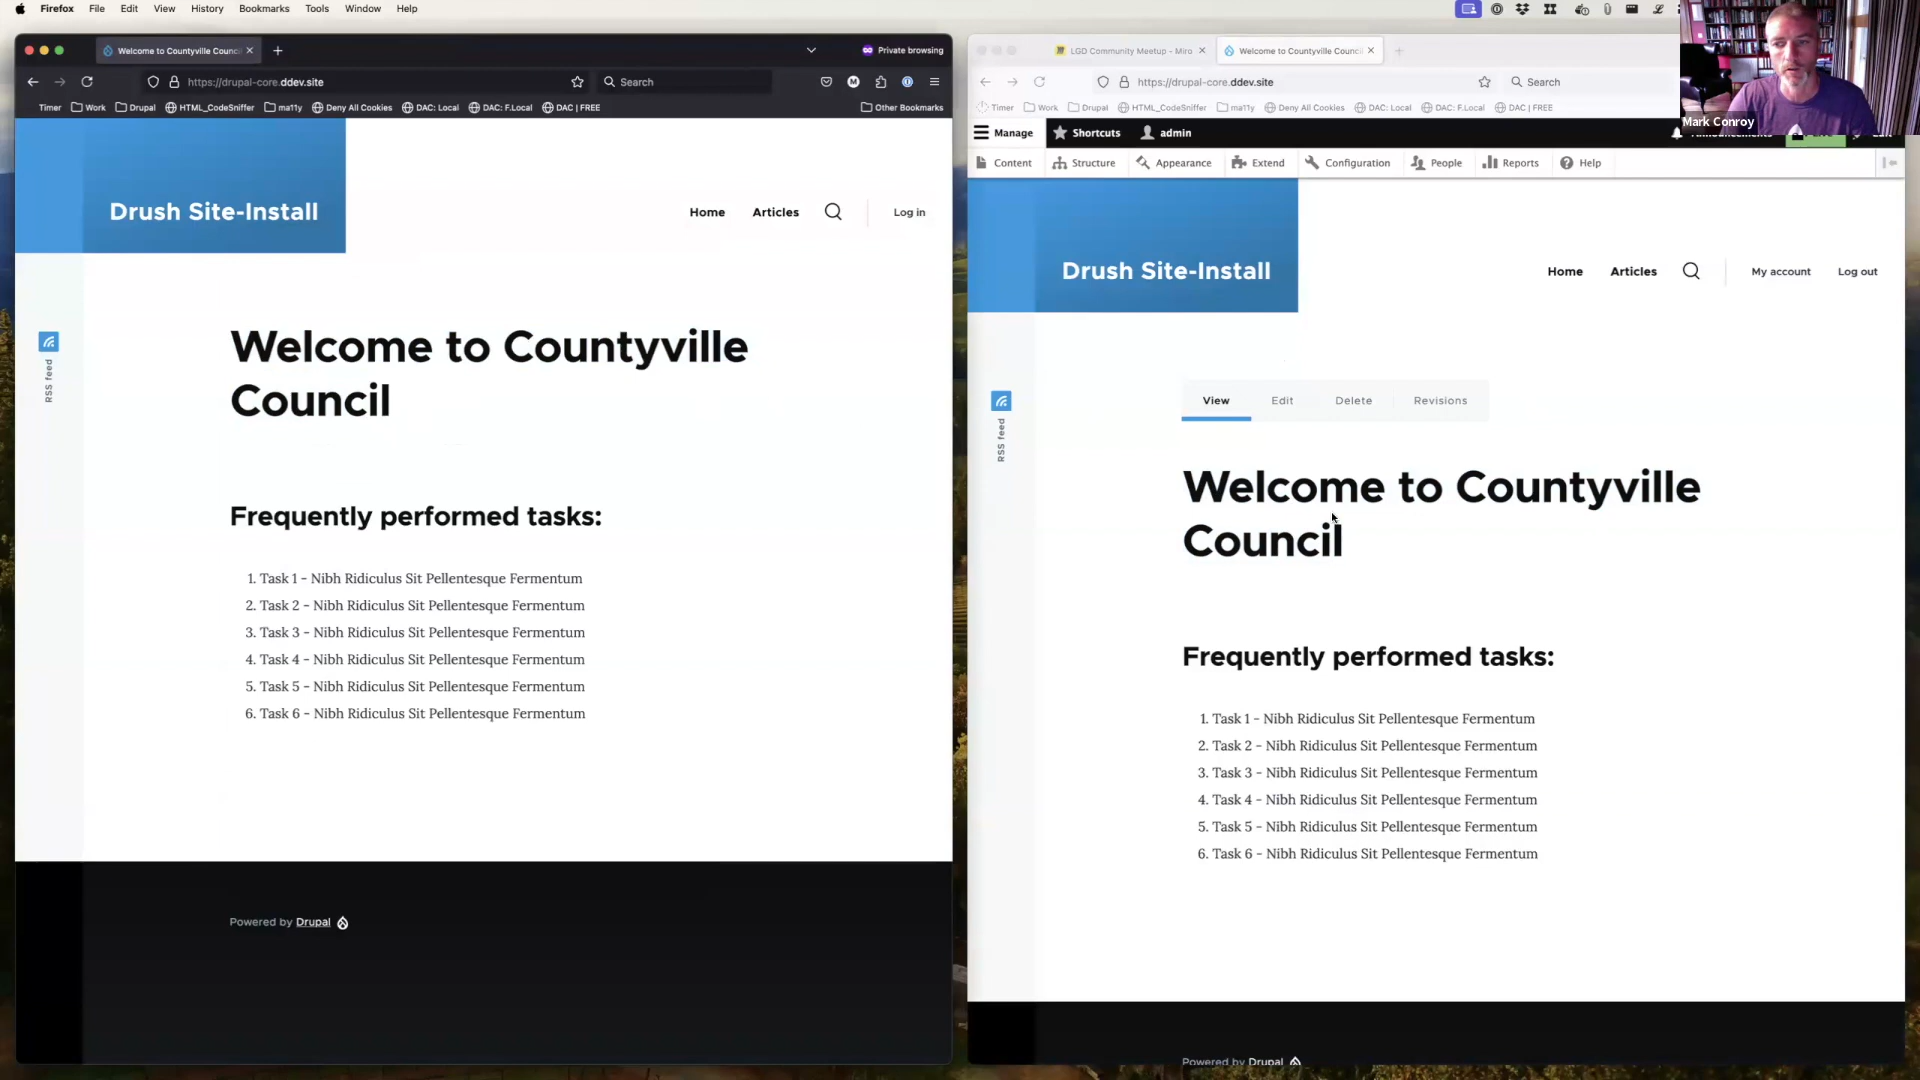 Firefox File Edit View History Bookmarks Tools Window Help
Welcome to Countyville Counci
Private browsing
https://drupal-core.ddev.site
Search
Timer Work Drupal HTML_CodeSniffer ma11y Deny All Cookies DAC: Local DAC: F.Local DAC | FREE Other Bookmarks
Drush Site-Install
Home Articles Log in
RSS feed
Welcome to Countyville
Council
Frequently performed tasks:
1. Task 1 - Nibh Ridiculus Sit Pellentesque Fermentum
2. Task 2 - Nibh Ridiculus Sit Pellentesque Fermentum
3. Task 3 - Nibh Ridiculus Sit Pellentesque Fermentum
4. Task 4 - Nibh Ridiculus Sit Pellentesque Fermentum
5. Task 5 - Nibh Ridiculus Sit Pellentesque Fermentum
6. Task 6 - Nibh Ridiculus Sit Pellentesque Fermentum
Powered by Drupal
LGD Community Meetup - Miro
Welcome to Countyville Counci
https://drupal-core.ddev.site
Search
Timer Work Drupal HTML_CodeSniffer ma11y Deny All Cookies DAC: Local DAC: F.Local DAC | FREE
Mark Conroy
Manage Shortcuts admin Announcements Edit
Content Structure Appearance Extend Configuration People Reports Help
Drush Site-Install
Home Articles My account Log out
RSS feed
View Edit Delete Revisions
Welcome to Countyville
Council
Frequently performed tasks:
1. Task 1 - Nibh Ridiculus Sit Pellentesque Fermentum
2. Task 2 - Nibh Ridiculus Sit Pellentesque Fermentum
3. Task 3 - Nibh Ridiculus Sit Pellentesque Fermentum
4. Task 4 - Nibh Ridiculus Sit Pellentesque Fermentum
5. Task 5 - Nibh Ridiculus Sit Pellentesque Fermentum
6. Task 6 - Nibh Ridiculus Sit Pellentesque Fermentum
Powered by Drupal